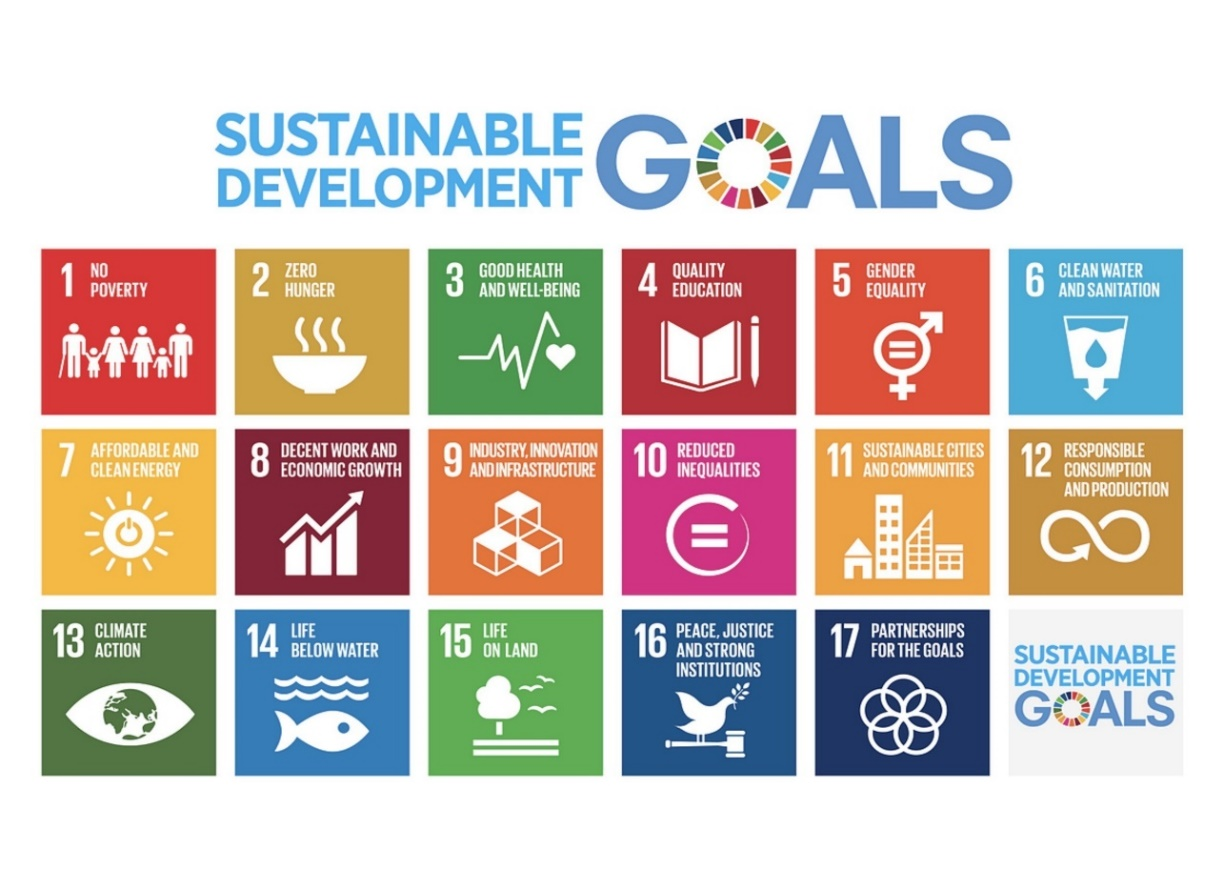 SUSTAINABLE
DEVELOPMENT
GOALS
1 NO
POVERTY
2 ZERO
HUNGER
3 GOOD HEALTH
AND WELL-BEING
4 QUALITY
EDUCATION
5 GENDER
EQUALITY
6 CLEAN WATER
AND SANITATION
7 AFFORDABLE AND
CLEAN ENERGY
8 DECENT WORK AND
ECONOMIC GROWTH
9 INDUSTRY, INNOVATION
AND INFRASTRUCTURE
10 REDUCED
INEQUALITIES
11 SUSTAINABLE CITIES
AND COMMUNITIES
12 RESPONSIBLE
CONSUMPTION
AND PRODUCTION
13 CLIMATE
ACTION
14 LIFE
BELOW WATER
15 LIFE
ON LAND
16 PEACE, JUSTICE
AND STRONG
INSTITUTIONS
17 PARTNERSHIPS
FOR THE GOALS
SUSTAINABLE
DEVELOPMENT
GOALS